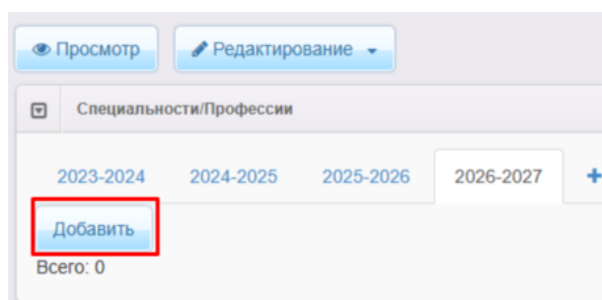 Просмотр Редактирование
Специальности/Профессии
2023-2024 2024-2025 2025-2026 2026-2027 +
Добавить
Всего: 0